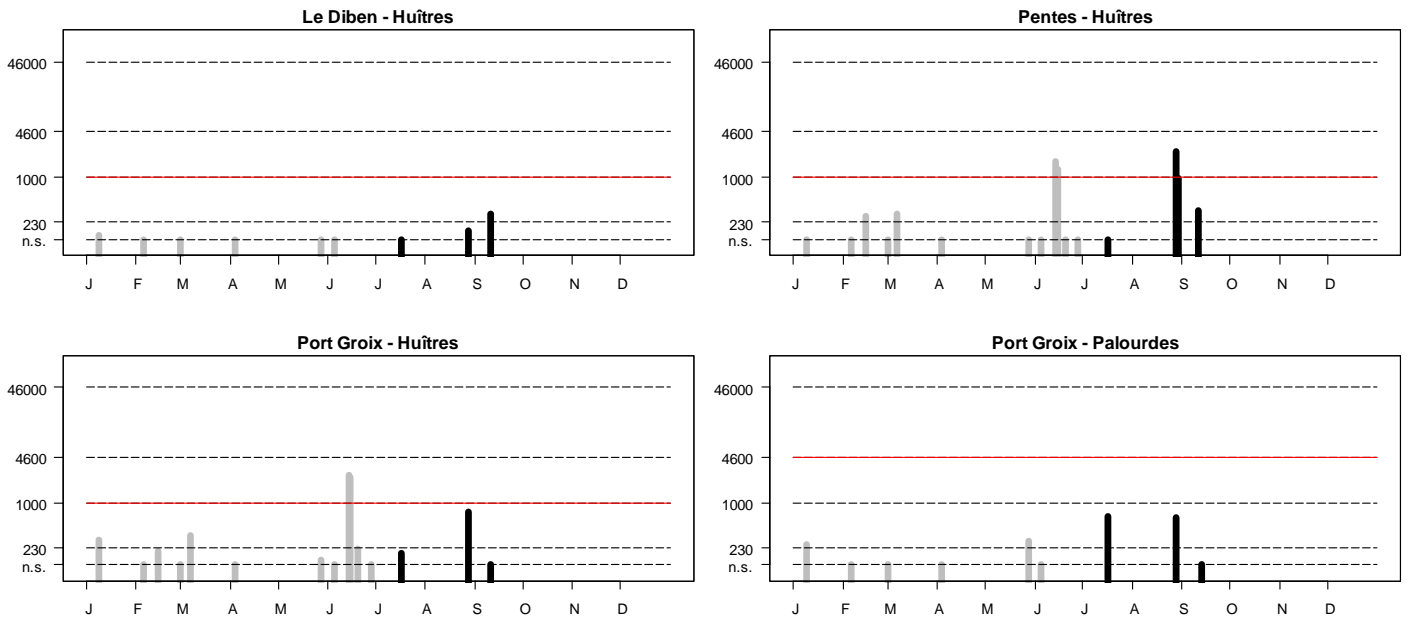 Le Diben - Huîtres
46000
4600
1000
230
n.s.
J F M A M J J A S O N D
Pentes - Huîtres
46000
4600
1000
230
n.s.
J F M A M J J A S O N D
Port Groix - Huîtres
46000
4600
1000
230
n.s.
J F M A M J J A S O N D
Port Groix - Palourdes
46000
4600
1000
230
n.s.
J F M A M J J A S O N D